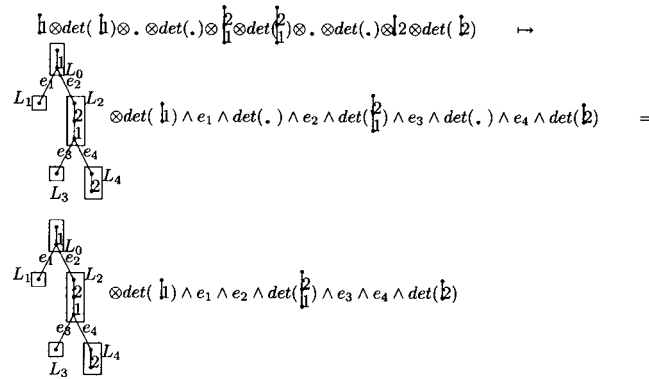 1⊗det( 1)⊗. ⊗det(.)⊗ 2 1 ⊗det( 2 1 )⊗. ⊗det(.)⊗ 2⊗det( 2) ↦
1
e1 e2 L0
L1 L2
2
1
e3 e4
L3 2 L4
⊗det( 1) ∧ e1 ∧ det(. ) ∧ e2 ∧ det( 2 1 ) ∧ e3 ∧ det(. ) ∧ e4 ∧ det( 2) =
1
e1 e2 L0
L1 L2
2
1
e3 e4
L3 2 L4
⊗det( 1) ∧ e1 ∧ e2 ∧ det( 2 1 ) ∧ e3 ∧ e4 ∧ det( 2)